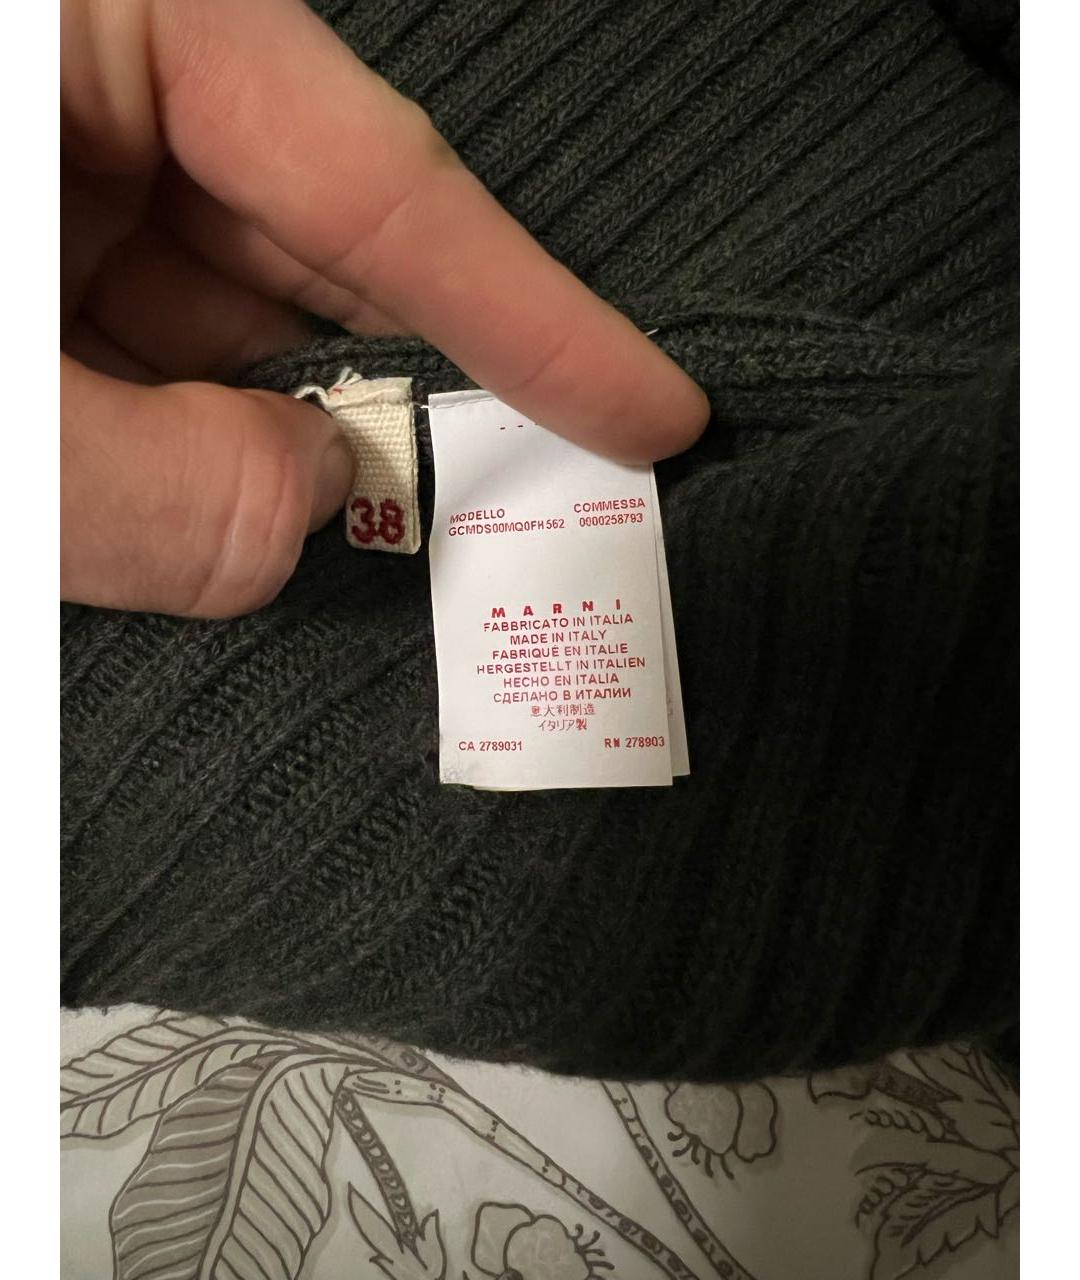 38
MODELLO COMMESSA
GCMDS00MQ0FH562 0000258793
MARNI
FABBRICATO IN ITALIA
MADE IN ITALY
FABRIQUÉ EN ITALIE
HERGESTELLT IN ITALIEN
HECHO EN ITALIA
СДЕЛАНО В ИТАЛИИ
意大利制造
イタリア製
CA 2789031 RN 278903